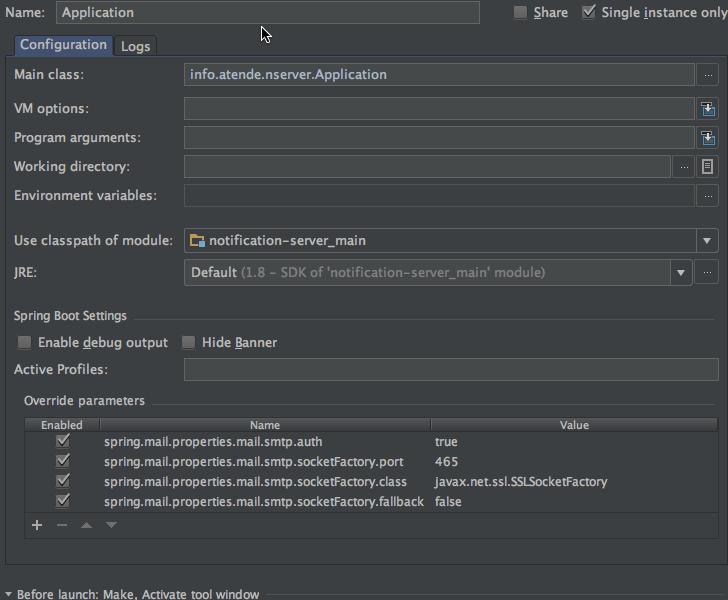 Name: Application Share Single instance only
Configuration Logs
Main class: info.atende.nserver.Application ...
VM options:
Program arguments:
Working directory: ...
Environment variables: ...
Use classpath of module: notification-server_main
JRE: Default (1.8 – SDK of 'notification-server_main' module) ...
Spring Boot Settings
Enable debug output Hide Banner
Active Profiles:
Override parameters
Enabled Name Value
spring.mail.properties.mail.smtp.auth true
spring.mail.properties.mail.smtp.socketFactory.port 465
spring.mail.properties.mail.smtp.socketFactory.class javax.net.ssl.SSLSocketFactory
spring.mail.properties.mail.smtp.socketFactory.fallback false
Before launch: Make, Activate tool window